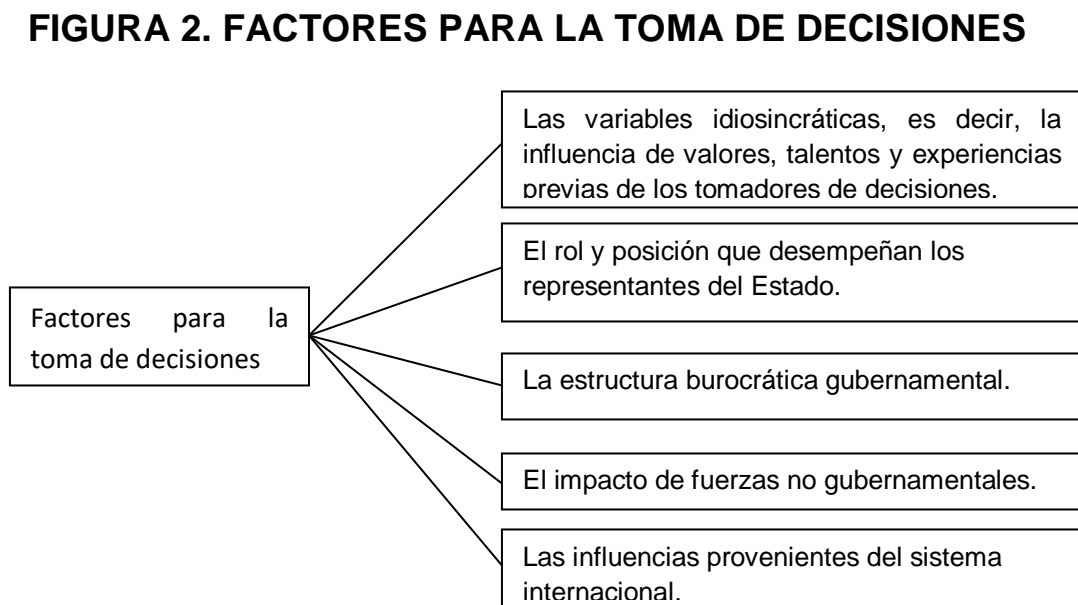 FIGURA 2. FACTORES PARA LA TOMA DE DECISIONES
Las variables idiosincráticas, es decir, la
influencia de valores, talentos y experiencias
previas de los tomadores de decisiones.
El rol y posición que desempeñan los
representantes del Estado.
Factores para la
toma de decisiones
La estructura burocrática gubernamental.
El impacto de fuerzas no gubernamentales.
Las influencias provenientes del sistema
internacional.